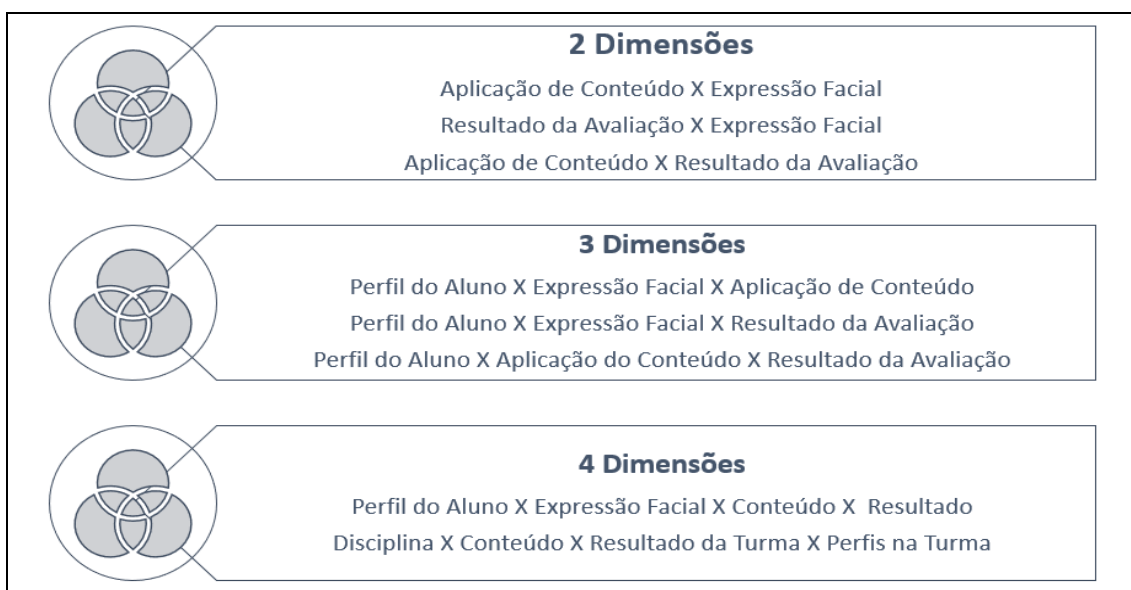 2 Dimensões
Aplicação de Conteúdo X Expressão Facial
Resultado da Avaliação X Expressão Facial
Aplicação de Conteúdo X Resultado da Avaliação
3 Dimensões
Perfil do Aluno X Expressão Facial X Aplicação de Conteúdo
Perfil do Aluno X Expressão Facial X Resultado da Avaliação
Perfil do Aluno X Aplicação do Conteúdo X Resultado da Avaliação
4 Dimensões
Perfil do Aluno X Expressão Facial X Conteúdo X Resultado
Disciplina X Conteúdo X Resultado da Turma X Perfis na Turma